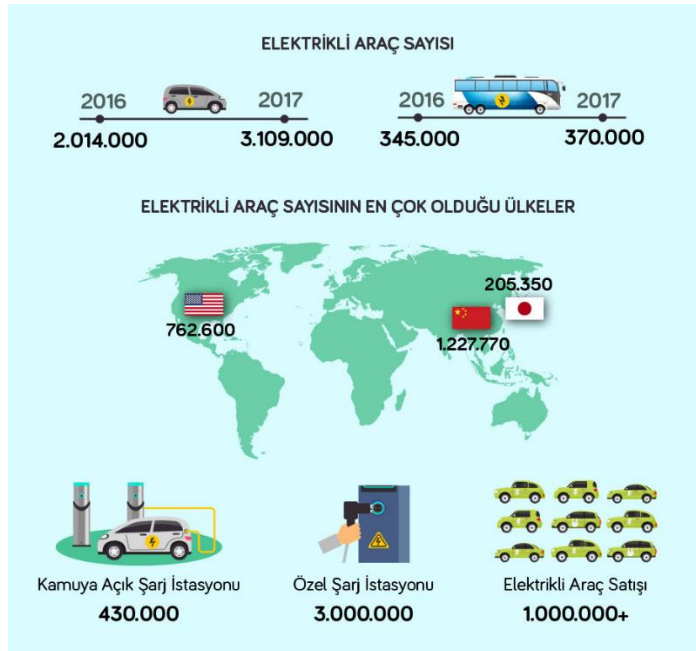 ELEKTRİKLİ ARAÇ SAYISI
2016 2017
2.014.000 3.109.000
2016 2017
345.000 370.000
ELEKTRİKLİ ARAÇ SAYISININ EN ÇOK OLDUĞU ÜLKELER
205.350
762.600
1.227.770
Kamuya Açık Şarj İstasyonu
430.000
Özel Şarj İstasyonu
3.000.000
Elektrikli Araç Satışı
1.000.000+